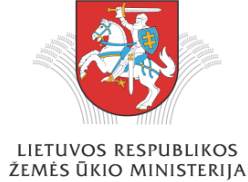 LIETUVOS RESPUBLIKOS
ŽEMĖS ŪKIO MINISTERIJA